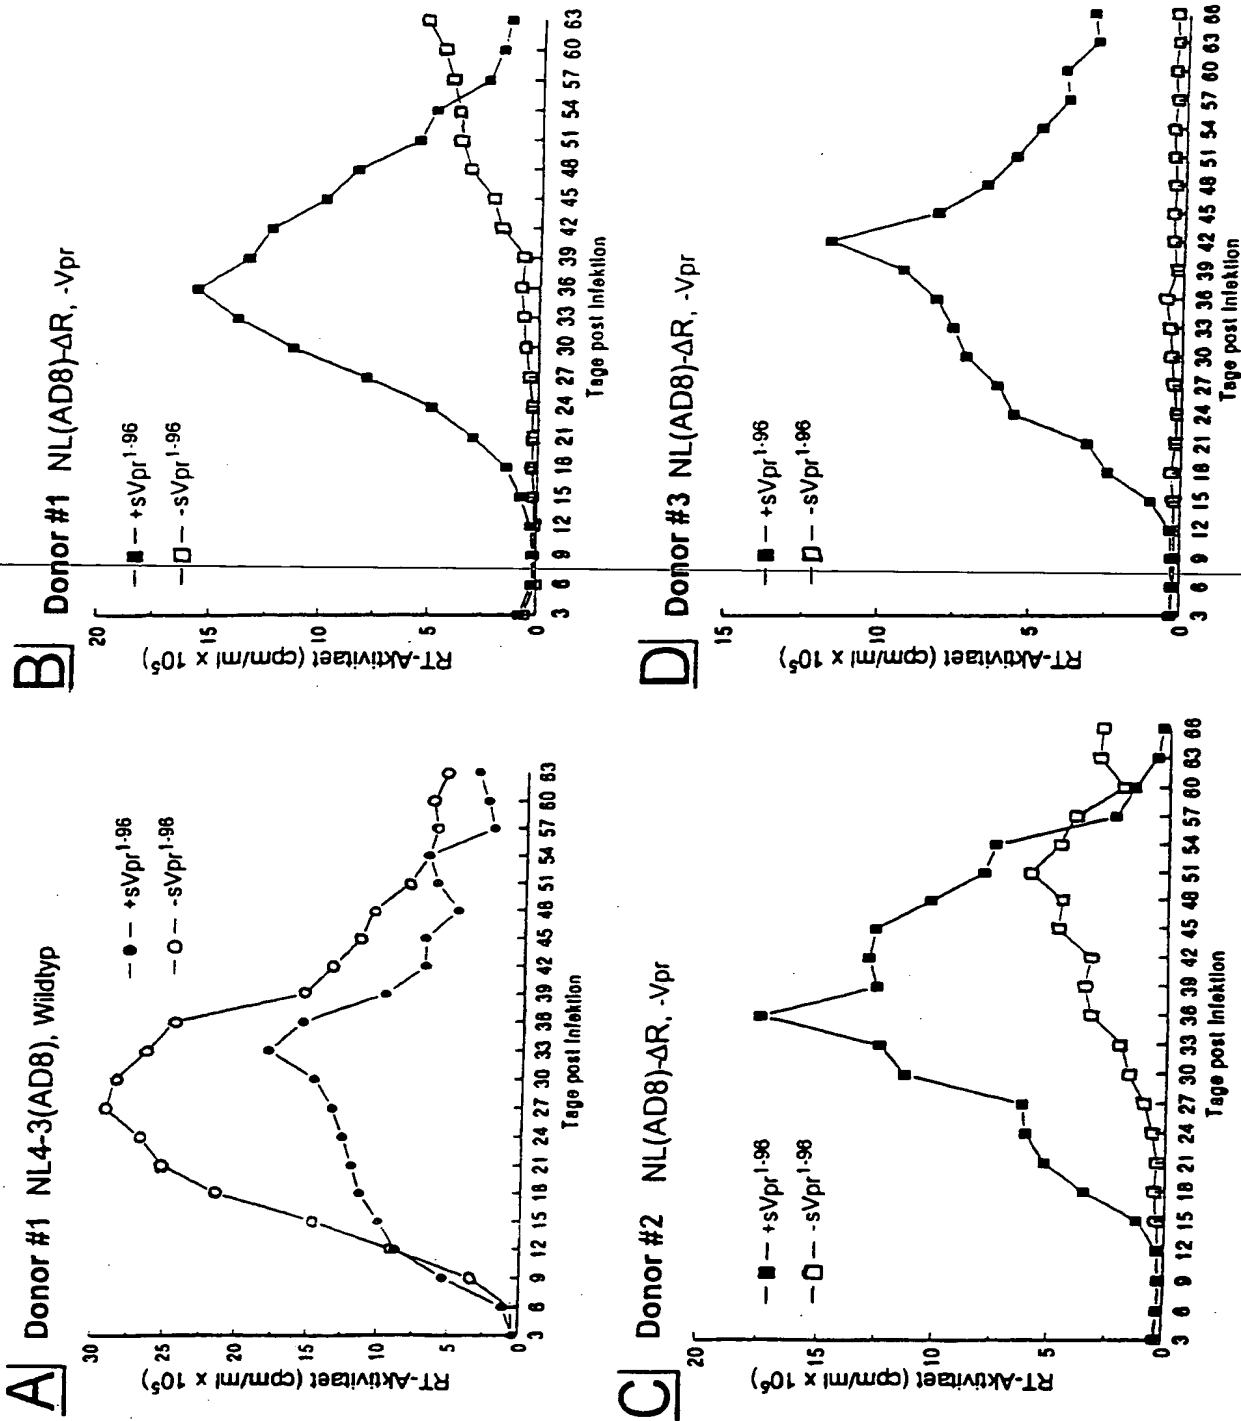 A
Donor #1 NL4-3(AD8), Wildtyp
+sVpr1-96
-sVpr1-96
RT-Aktivitaet (cpm/ml x 10⁵)
30
25
20
15
10
5
0
3 6 9 12 15 18 21 24 27 30 33 36 39 42 45 48 51 54 57 60 63
Tage post Infektion
B
Donor #1 NL(AD8)-ΔR, -Vpr
+sVpr1-96
-sVpr1-96
RT-Aktivitaet (cpm/ml x 10⁵)
20
15
10
5
0
3 6 9 12 15 18 21 24 27 30 33 36 39 42 45 48 51 54 57 60 63
Tage post Infektion
C
Donor #2 NL(AD8)-ΔR, -Vpr
+sVpr1-96
-sVpr1-96
RT-Aktivitaet (cpm/ml x 10⁵)
20
15
10
5
0
3 6 9 12 15 18 21 24 27 30 33 36 39 42 45 48 51 54 57 60 63 66
Tage post Infektion
D
Donor #3 NL(AD8)-ΔR, -Vpr
+sVpr1-96
-sVpr1-96
RT-Aktivitaet (cpm/ml x 10⁵)
15
10
5
0
3 6 9 12 15 18 21 24 27 30 33 36 39 42 45 48 51 54 57 60 63 66
Tage post Infektion